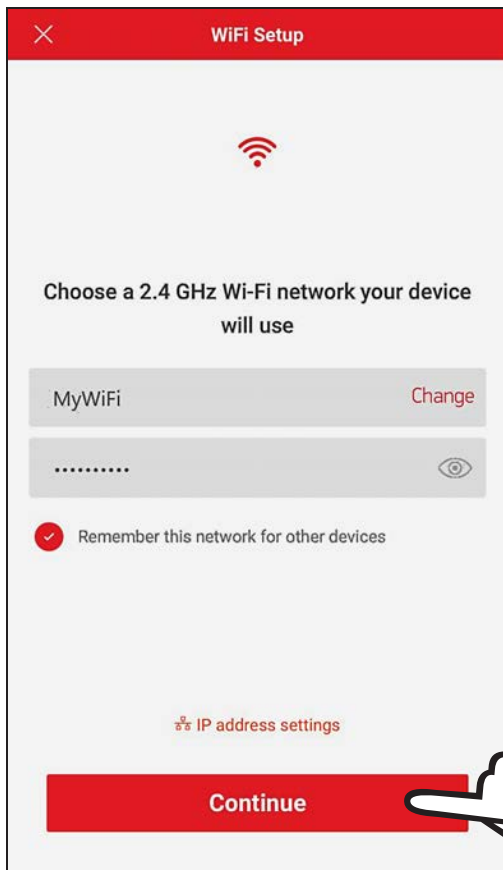 WiFi Setup
Choose a 2.4 GHz Wi-Fi network your device
will use
MyWiFi Change
••••••••••
Remember this network for other devices
IP address settings
Continue